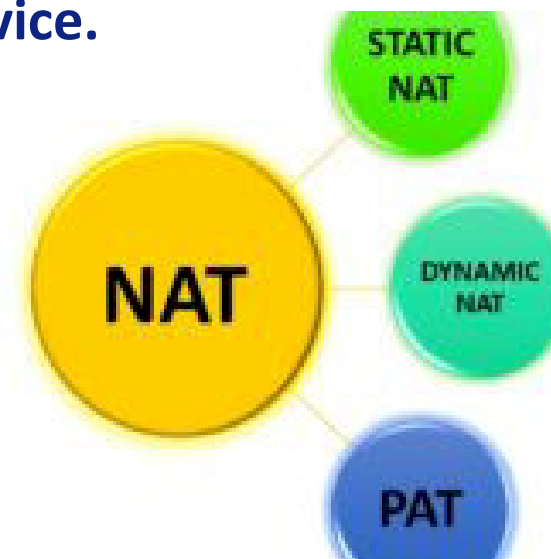 vice.
STATIC
NAT
NAT
DYNAMIC
NAT
PAT